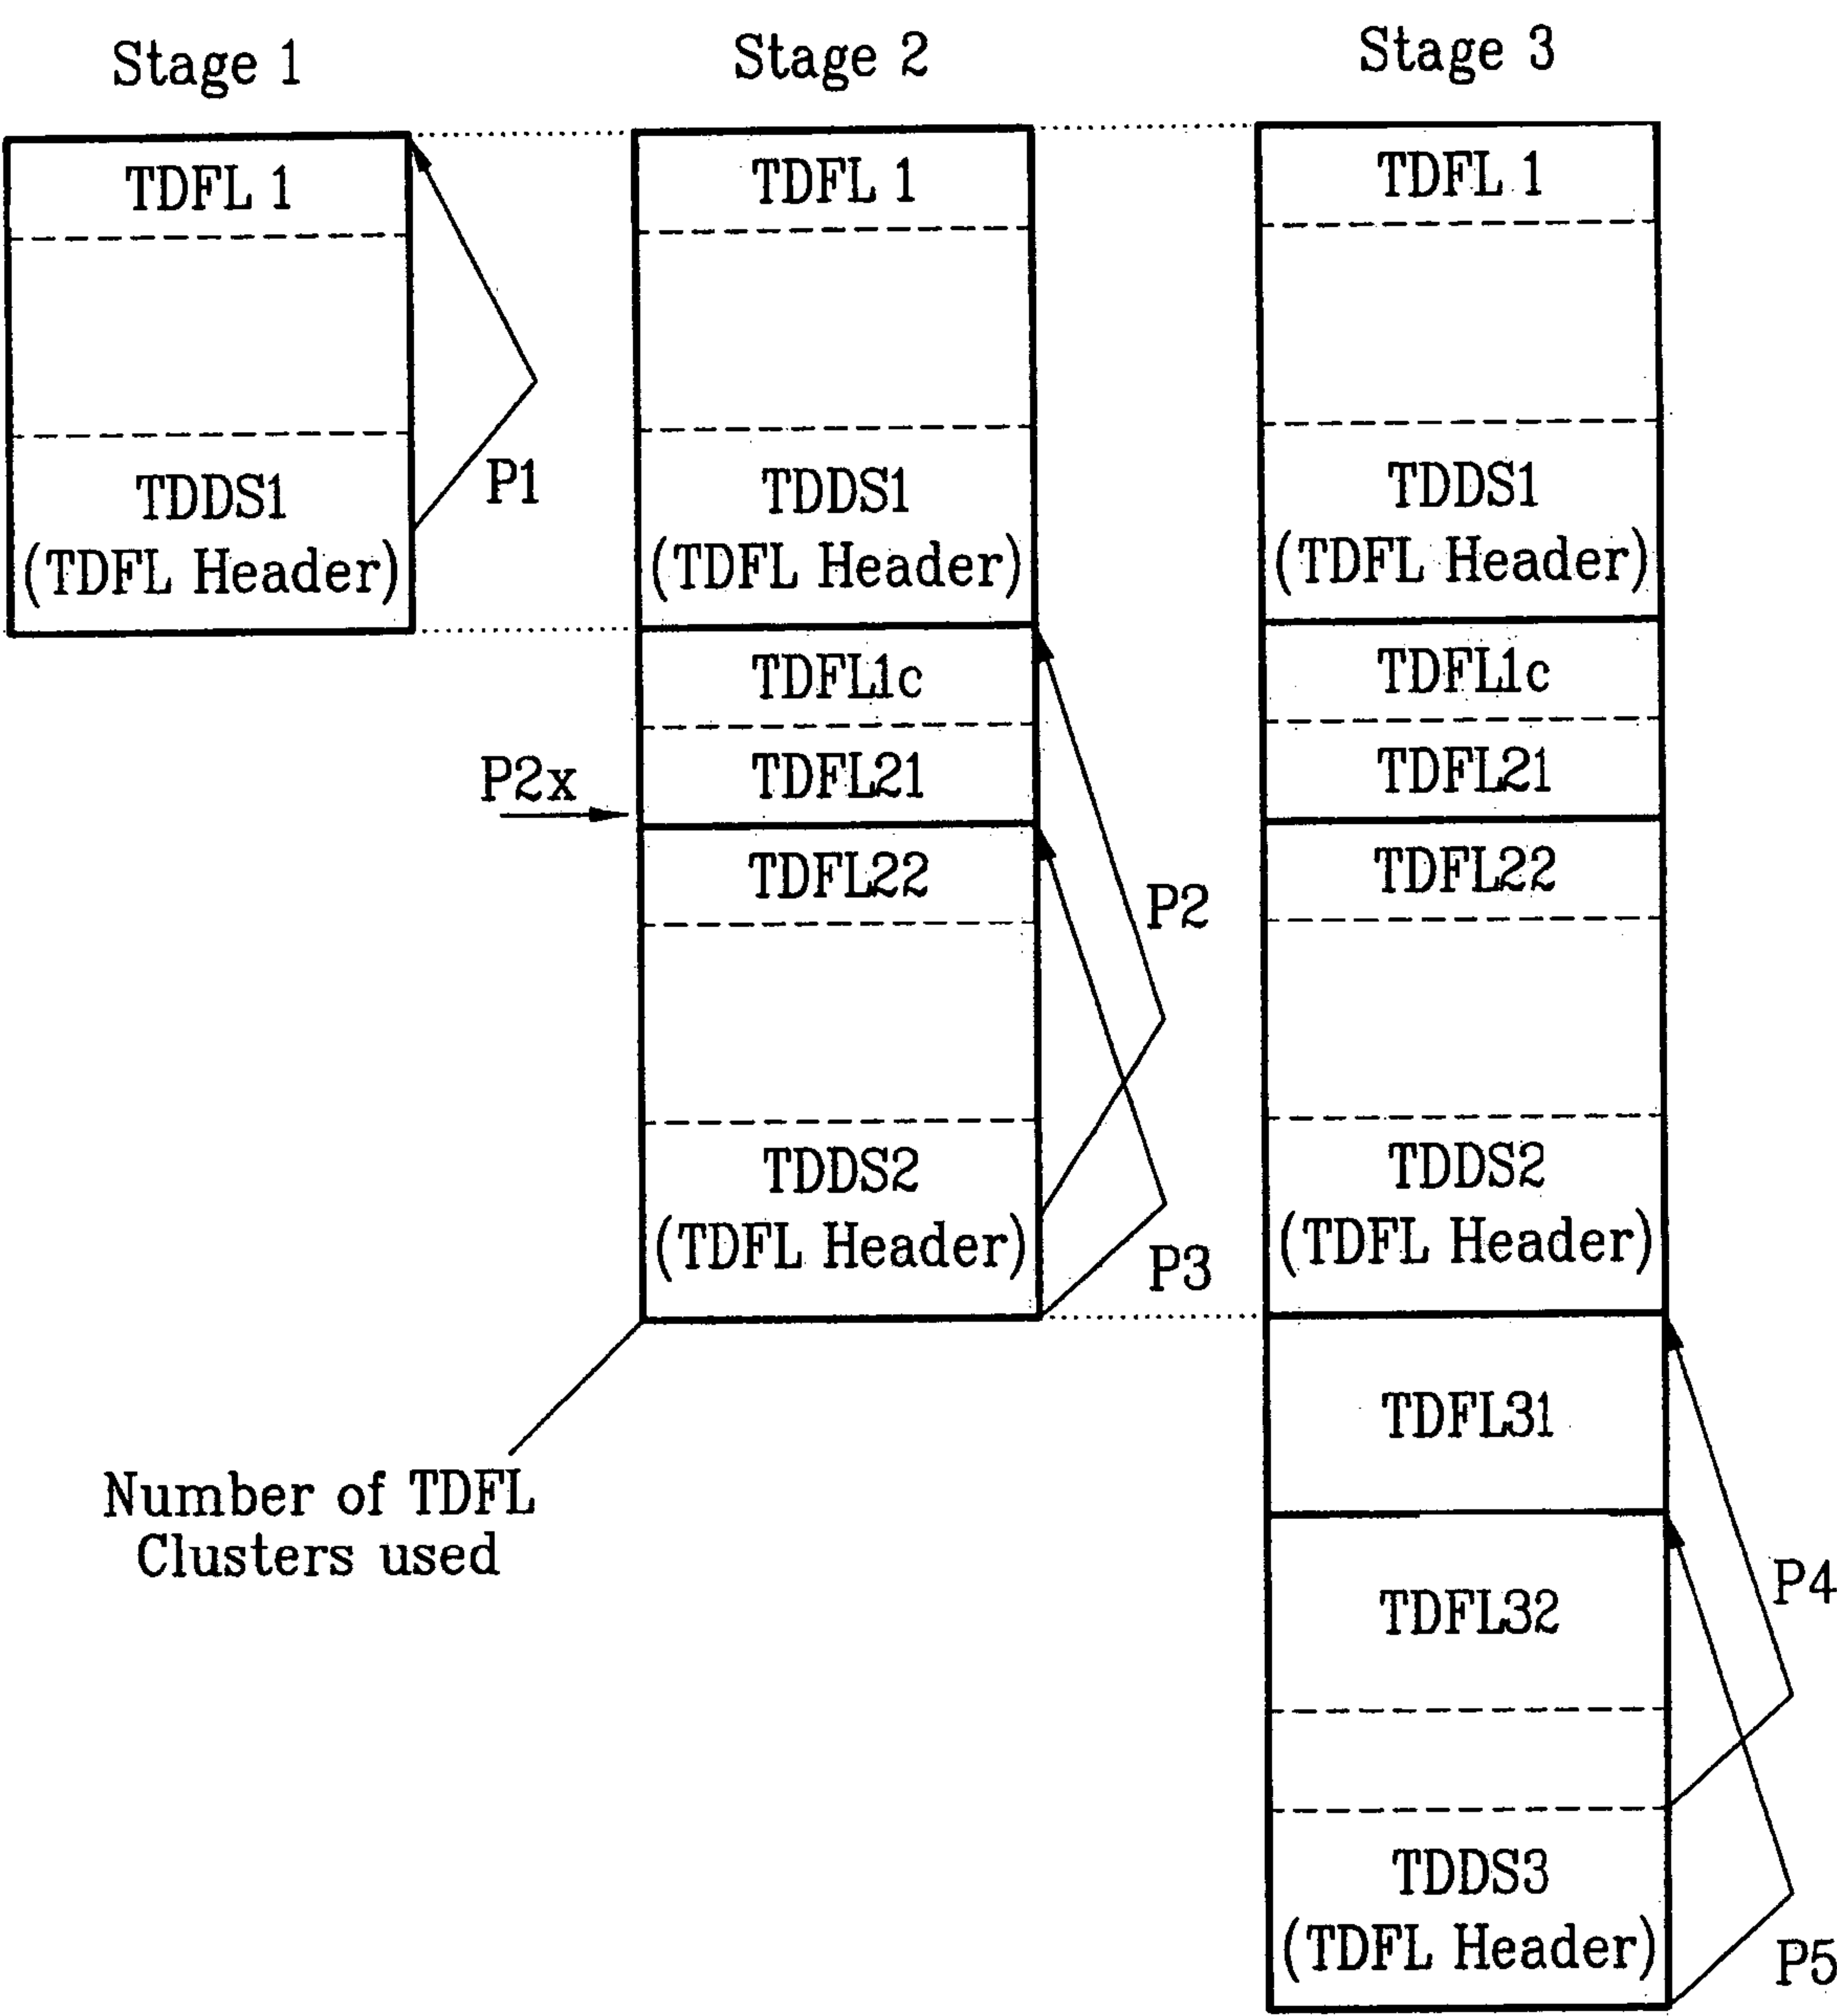 Stage 1
Stage 2
Stage 3
TDFL 1
TDDS1
(TDFL Header)
P1
TDFL 1
TDDS1
(TDFL Header)
TDFL1c
P2x
TDFL21
TDFL22
P2
TDDS2
(TDFL Header)
P3
Number of TDFL
Clusters used
TDFL 1
TDDS1
(TDFL Header)
TDFL1c
TDFL21
TDFL22
TDDS2
(TDFL Header)
TDFL31
TDFL32
P4
TDDS3
(TDFL Header)
P5